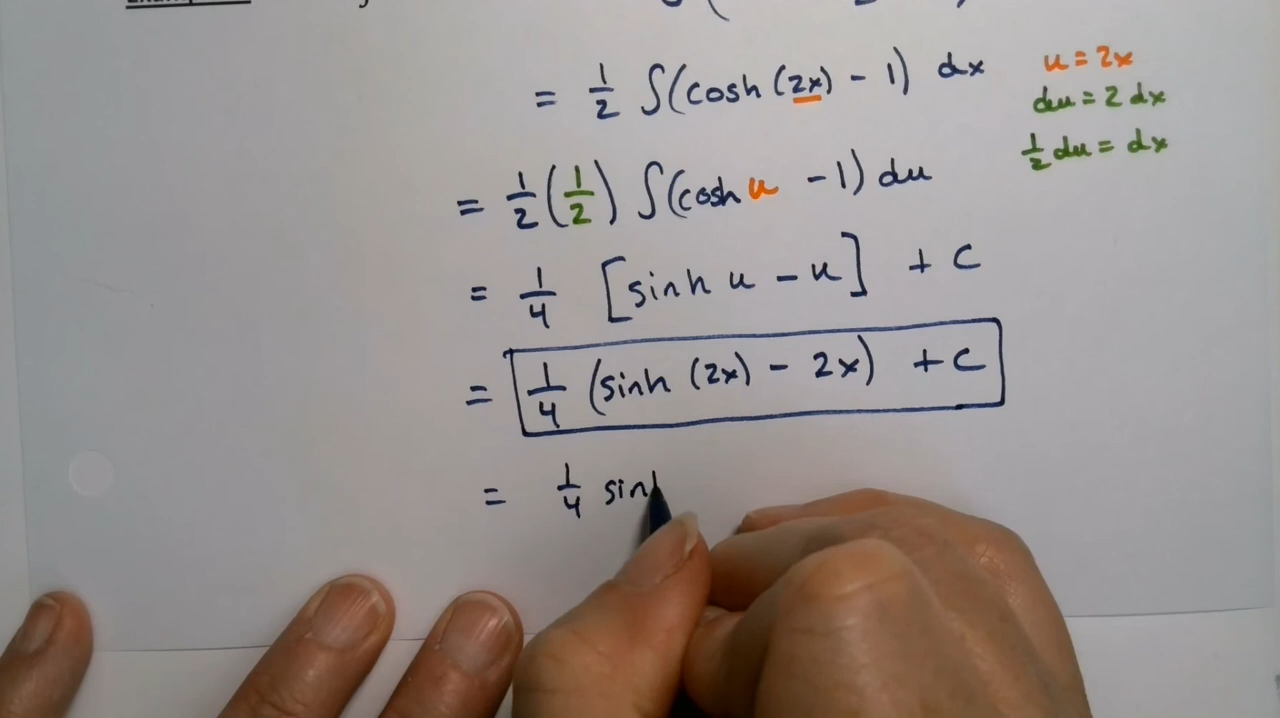 = 1/2 ∫(cosh (2x) - 1) dx
u = 2x
du = 2 dx
1/2 du = dx
= 1/2 (1/2) ∫(cosh u - 1) du
= 1/4 [sinh u - u] + C
= 1/4 (sinh (2x) - 2x) + C
= 1/4 sinh